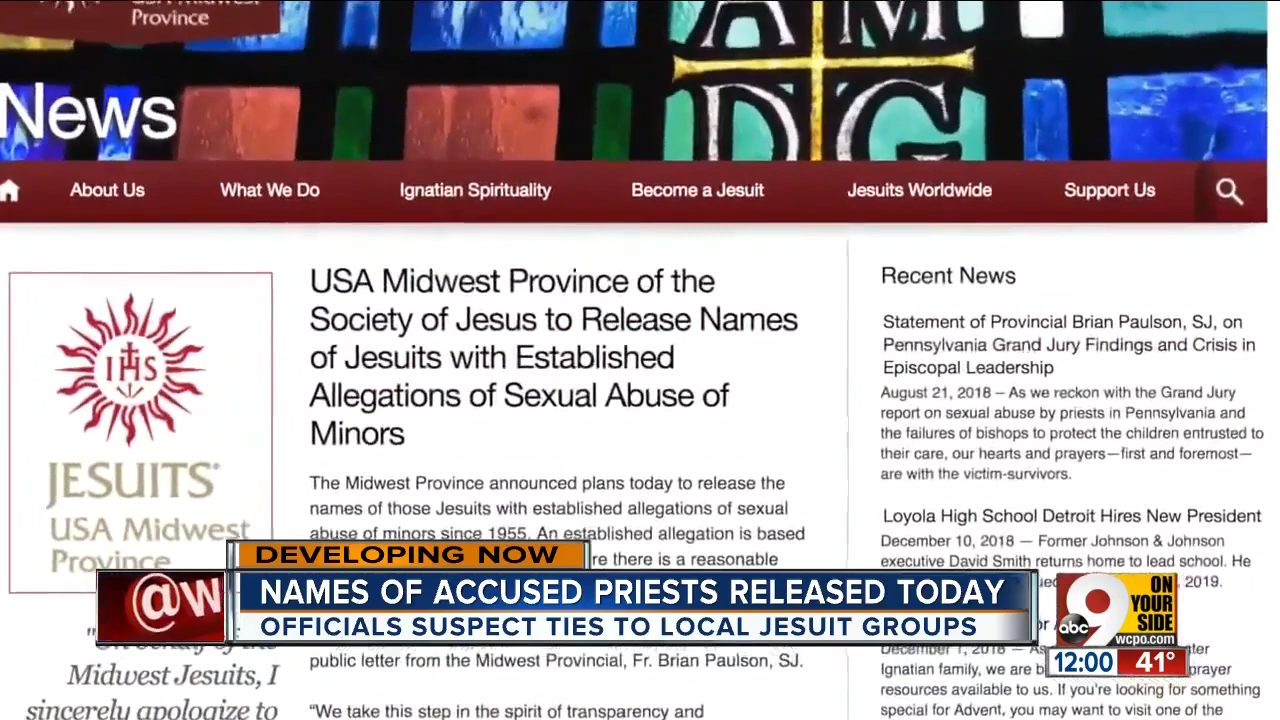 Province
News
A M
D G
About Us
What We Do
Ignatian Spirituality
Become a Jesuit
Jesuits Worldwide
Support Us
IHS
JESUITS
USA Midwest
Province
Midwest Jesuits, I
sincerely apologize to
USA Midwest Province of the
Society of Jesus to Release Names
of Jesuits with Established
Allegations of Sexual Abuse of
Minors
The Midwest Province announced plans today to release the
names of those Jesuits with established allegations of sexual
abuse of minors since 1955. An established allegation is based
re there is a reasonable
public letter from the Midwest Provincial, Fr. Brian Paulson, SJ.
“We take this step in the spirit of transparency and
Recent News
Statement of Provincial Brian Paulson, SJ, on
Pennsylvania Grand Jury Findings and Crisis in
Episcopal Leadership
August 21, 2018 – As we reckon with the Grand Jury
report on sexual abuse by priests in Pennsylvania and
the failures of bishops to protect the children entrusted to
their care, our hearts and prayers—first and foremost—
are with the victim-survivors.
Loyola High School Detroit Hires New President
December 10, 2018 — Former Johnson & Johnson
executive David Smith returns home to lead school. He
, 2019.
Ignatian family, we are b
prayer
resources available to us. If you're looking for something
special for Advent, you may want to visit one of the
DEVELOPING NOW
@W
NAMES OF ACCUSED PRIESTS RELEASED TODAY
OFFICIALS SUSPECT TIES TO LOCAL JESUIT GROUPS
abc
9
ON
YOUR
SIDE
wcpo.com
12:00
41°